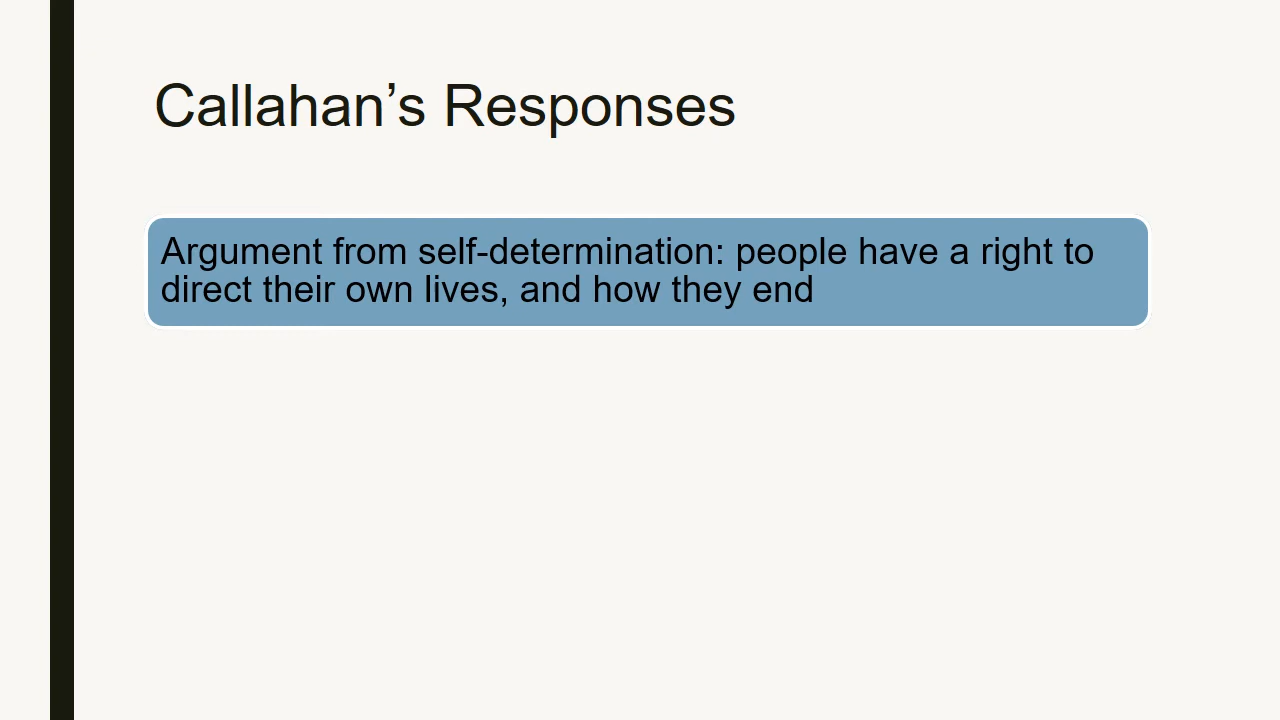 Callahan’s Responses
Argument from self-determination: people have a right to
direct their own lives, and how they end